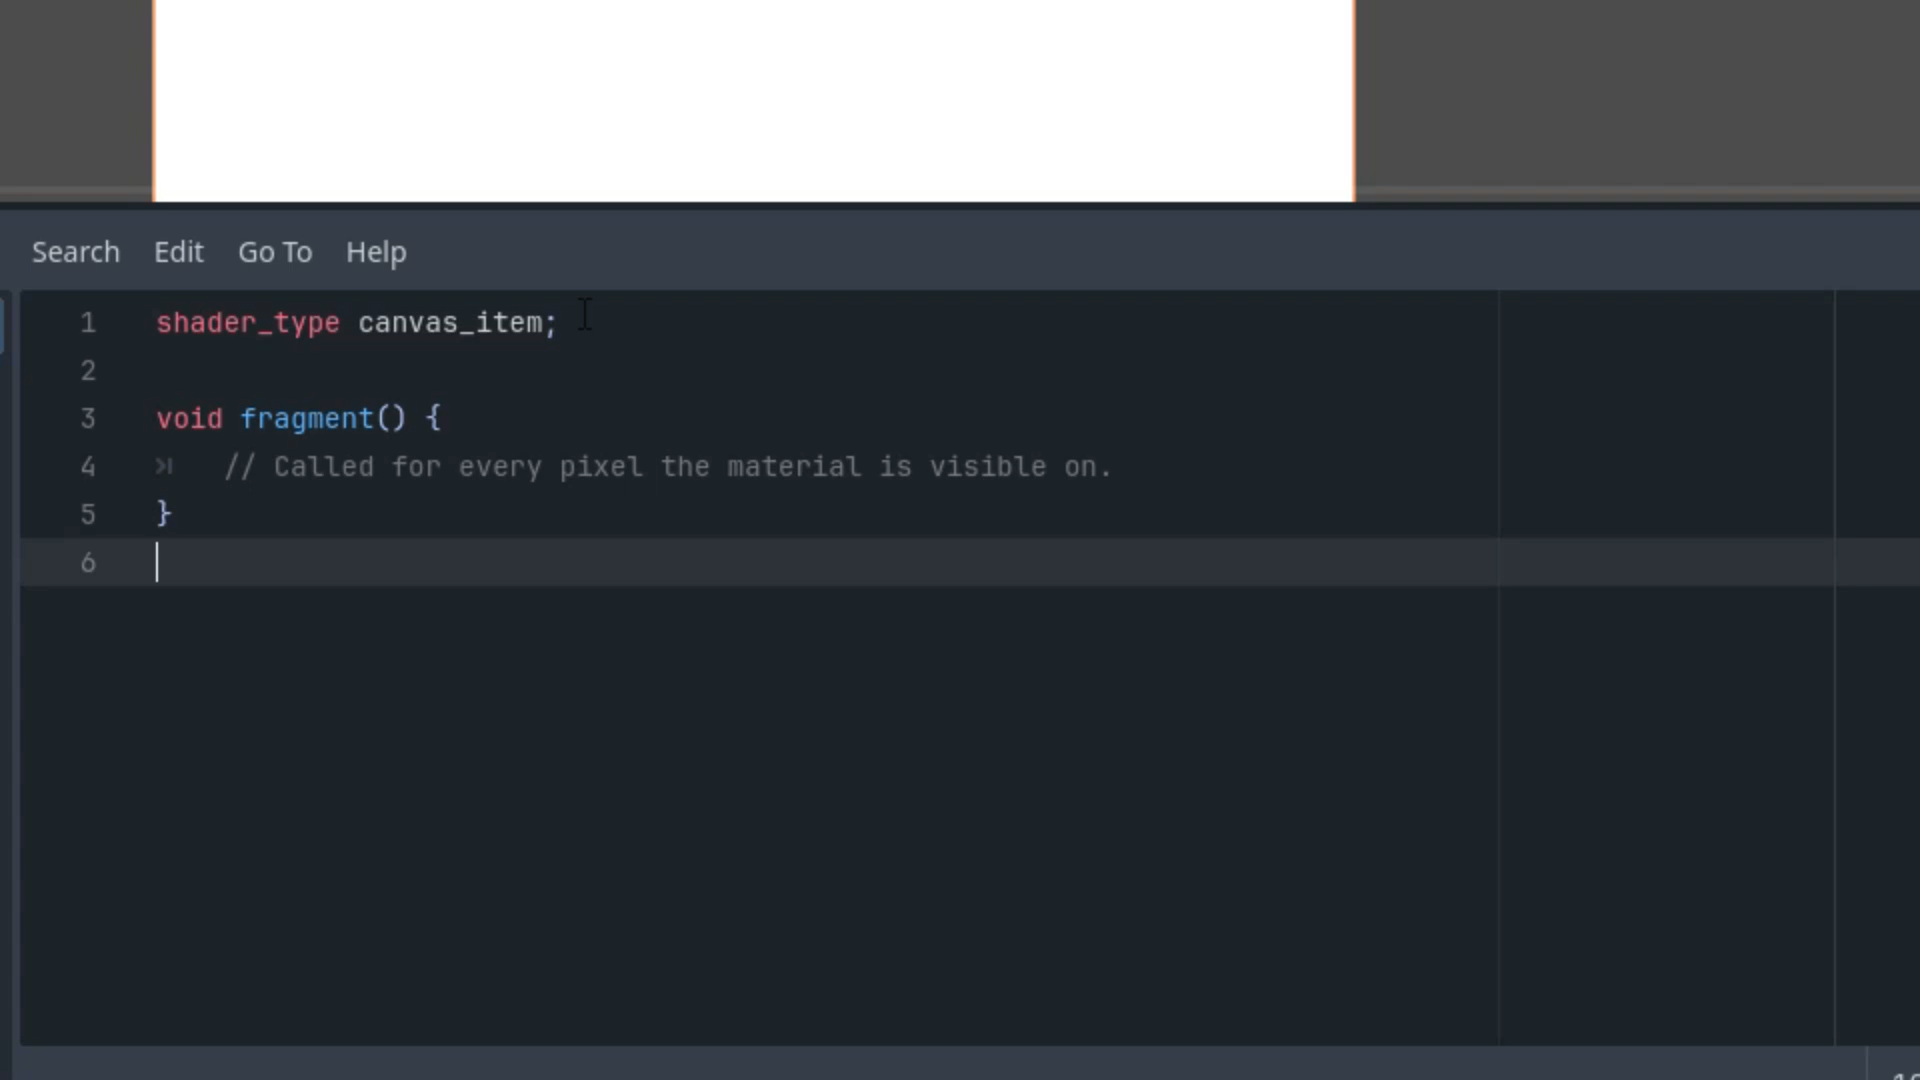 Search Edit Go To Help
1 shader_type canvas_item;
2
3 void fragment() {
4 // Called for every pixel the material is visible on.
5 }
6